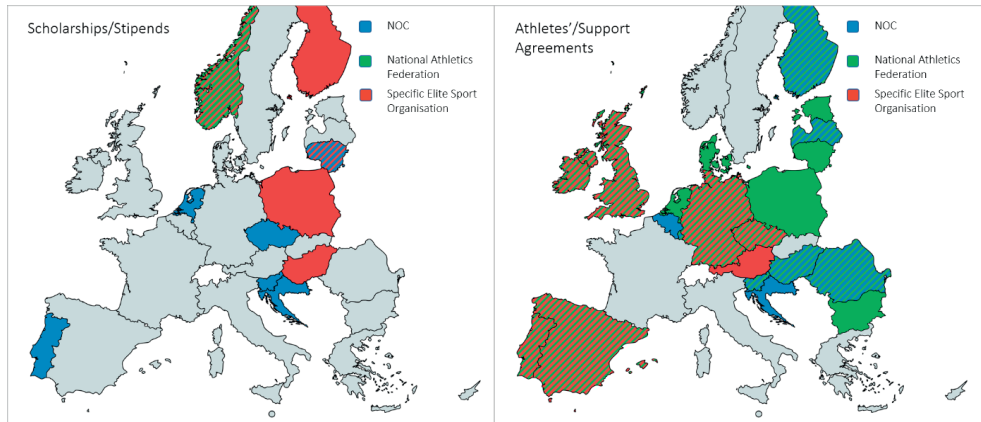 Scholarships/Stipends
NOC
National Athletics
Federation
Specific Elite Sport
Organisation
Athletes'/Support
Agreements
NOC
National Athletics
Federation
Specific Elite Sport
Organisation